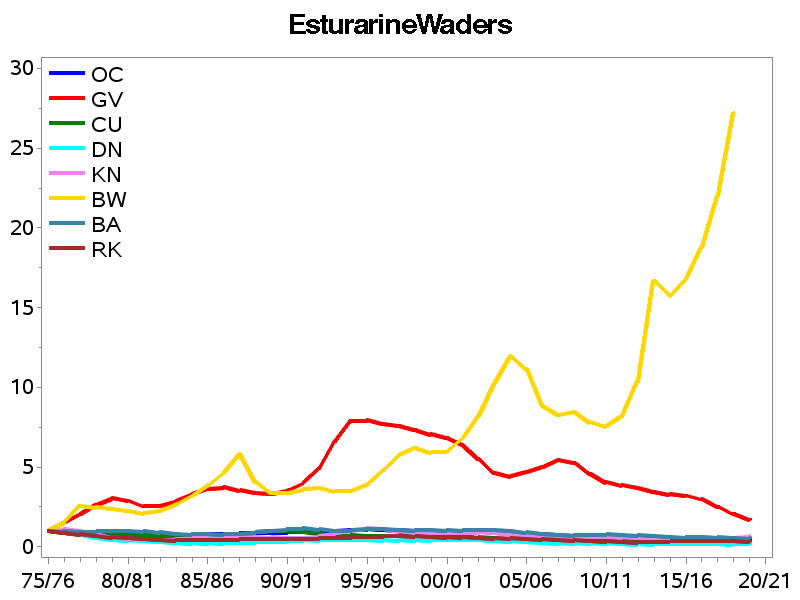 EsturarineWaders
30
25
20
15
10
5
0
OC
GV
CU
DN
KN
BW
BA
RK
75/76 80/81 85/86 90/91 95/96 00/01 05/06 10/11 15/16 20/21